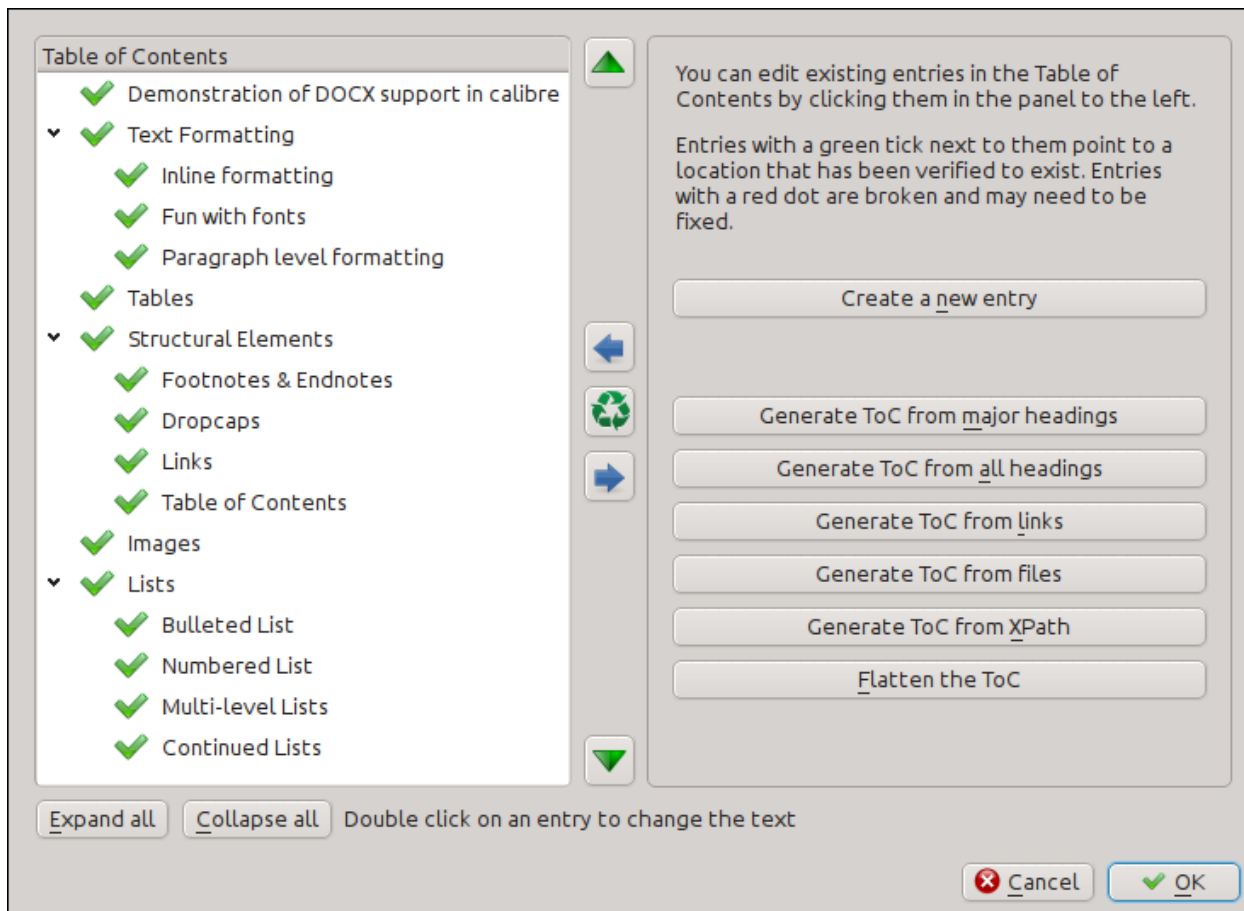 Table of Contents
Demonstration of DOCX support in calibre
Text Formatting
Inline formatting
Fun with fonts
Paragraph level formatting
Tables
Structural Elements
Footnotes & Endnotes
Dropcaps
Links
Table of Contents
Images
Lists
Bulleted List
Numbered List
Multi-level Lists
Continued Lists
You can edit existing entries in the Table of
Contents by clicking them in the panel to the left.
Entries with a green tick next to them point to a
location that has been verified to exist. Entries
with a red dot are broken and may need to be
fixed.
Create a new entry
Generate ToC from major headings
Generate ToC from all headings
Generate ToC from links
Generate ToC from files
Generate ToC from XPath
Flatten the ToC
Expand all Collapse all Double click on an entry to change the text
Cancel OK